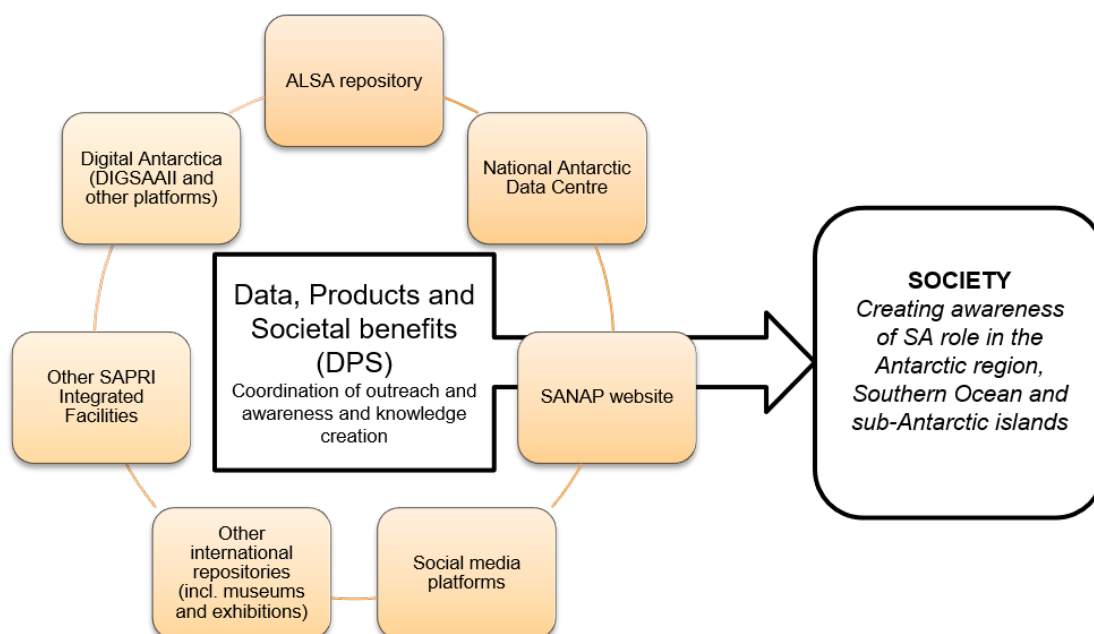 ALSA repository
National Antarctic
Data Centre
Digital Antarctica
(DIGSAAII and
other platforms)
Data, Products and
Societal benefits
(DPS)
Coordination of outreach and
awareness and knowledge
creation
SOCIETY
Creating awareness
of SA role in the
Antarctic region,
Southern Ocean and
sub-Antarctic islands
SANAP website
Other SAPRI
Integrated
Facilities
Social media
platforms
Other
international
repositories
(incl. museums
and exhibitions)